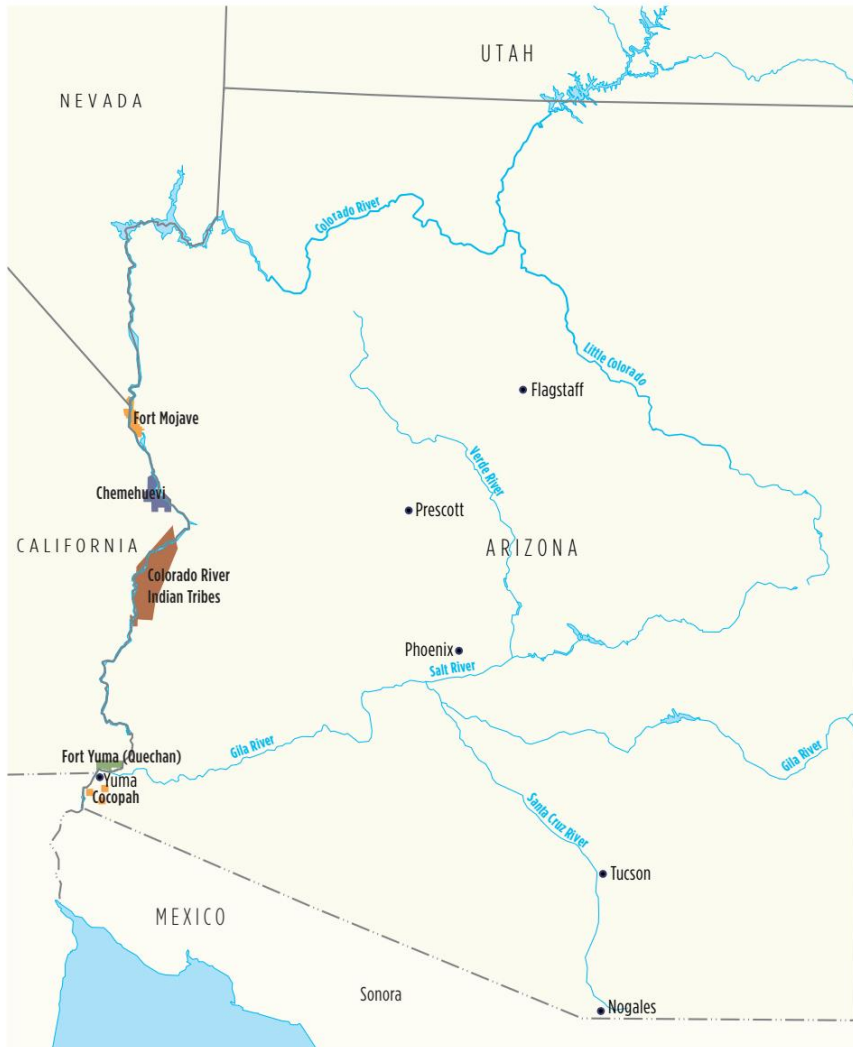 UTAH
NEVADA
Colorado River
Little Colorado
Flagstaff
Fort Mojave
Verde River
Chemehuevi
Prescott
CALIFORNIA
ARIZONA
Colorado River
Indian Tribes
Phoenix
Salt River
Gila River
Fort Yuma (Quechan)
Gila River
Yuma
Cocopah
Santa Cruz River
Tucson
MEXICO
Sonora
Nogales